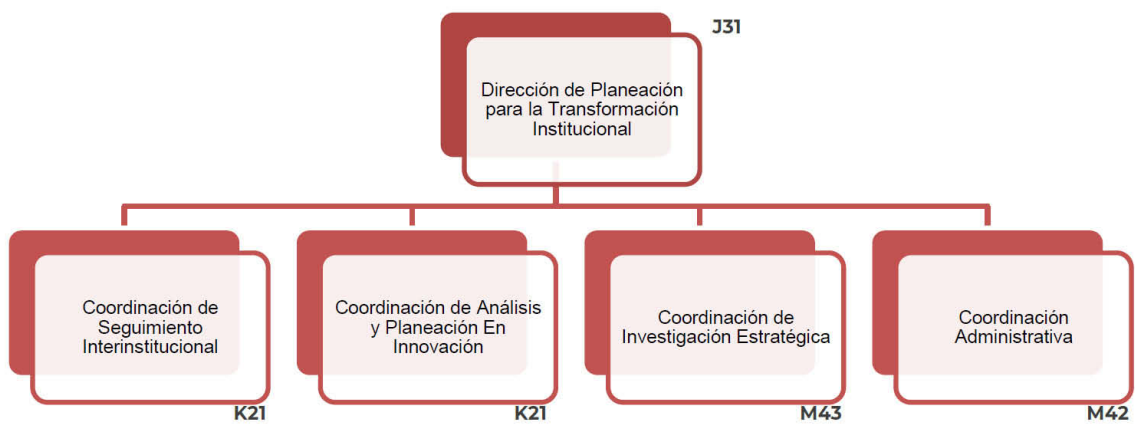 J31
Dirección de Planeación
para la Transformación
Institucional
Coordinación de
Seguimiento
Interinstitucional
K21
Coordinación de Análisis
y Planeación En
Innovación
K21
Coordinación de
Investigación Estratégica
M43
Coordinación
Administrativa
M42